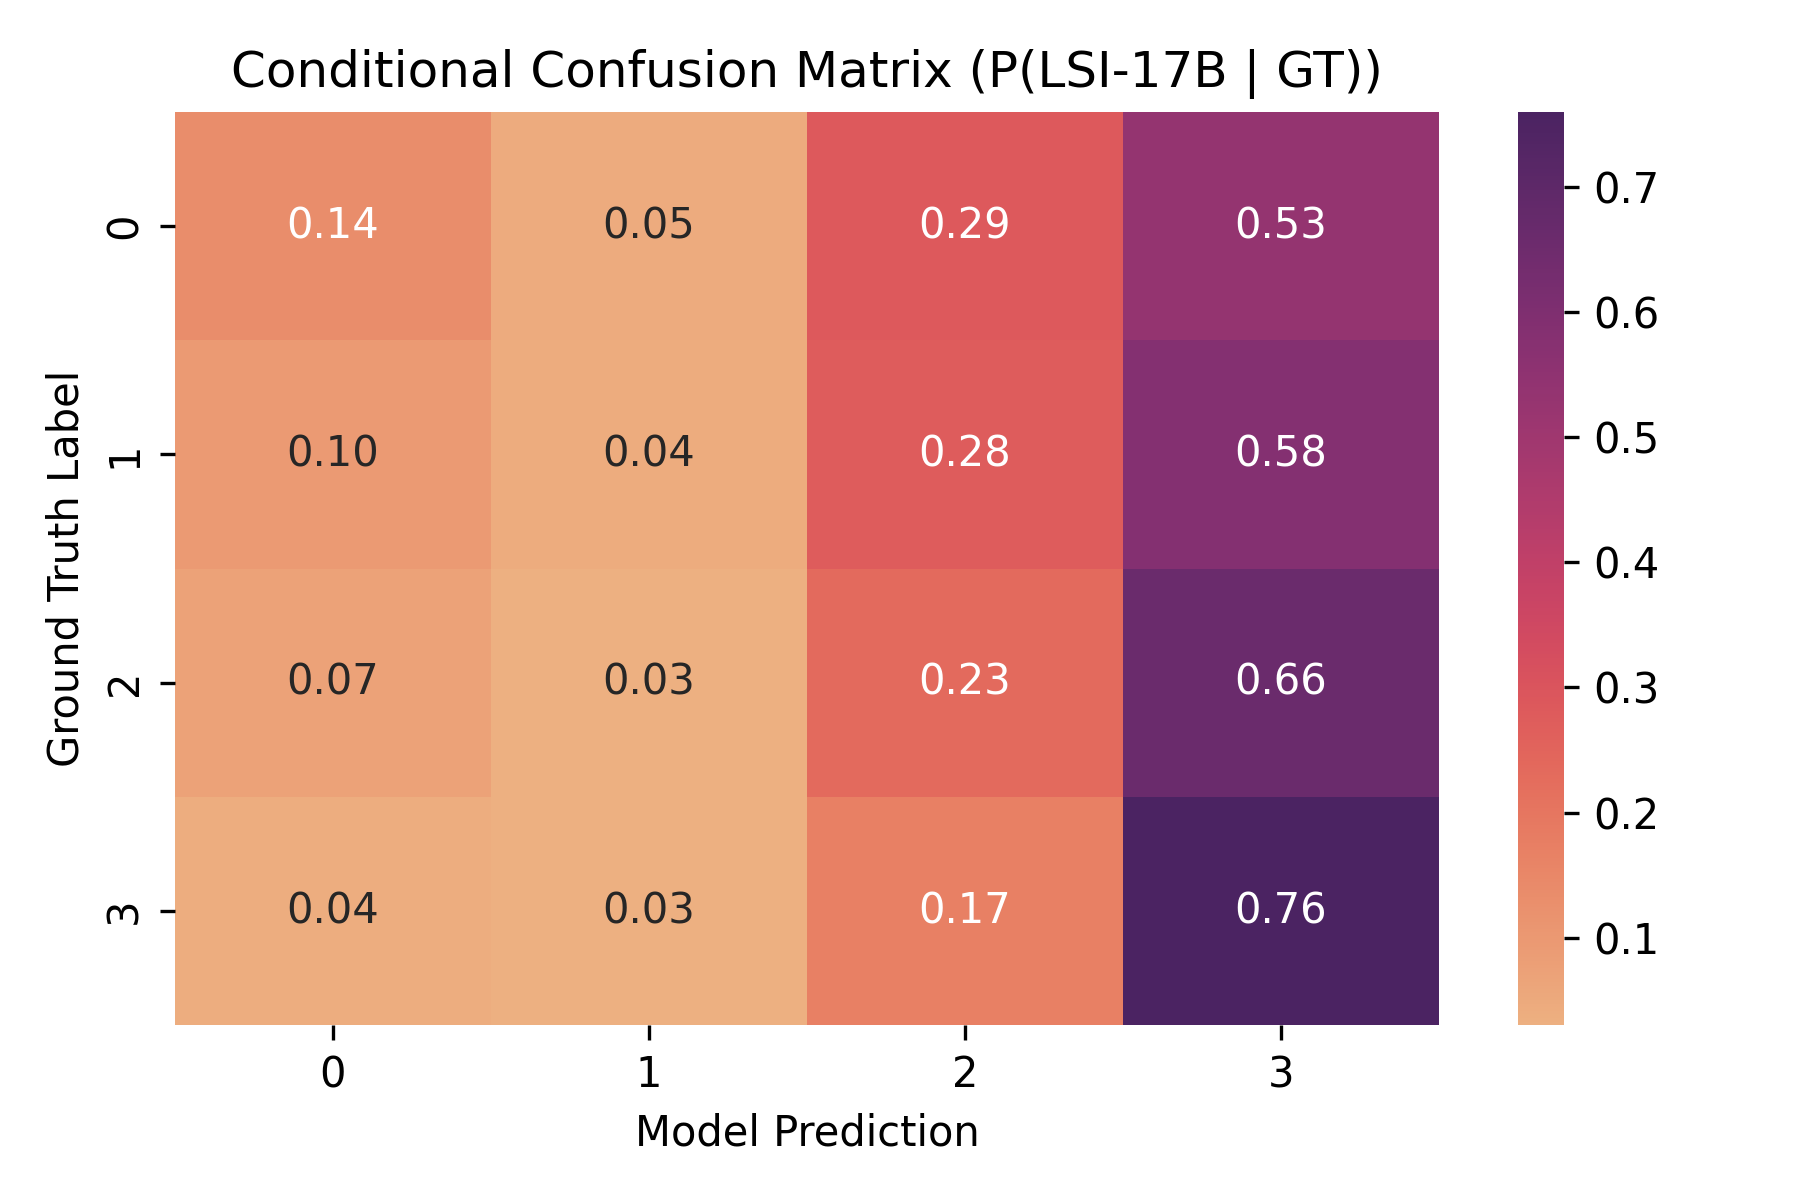 Conditional Confusion Matrix (P(LSI-17B | GT))
Ground Truth Label
0
0.14 0.05 0.29 0.53
1
0.10 0.04 0.28 0.58
2
0.07 0.03 0.23 0.66
3
0.04 0.03 0.17 0.76
0 1 2 3
Model Prediction
0.7
0.6
0.5
0.4
0.3
0.2
0.1